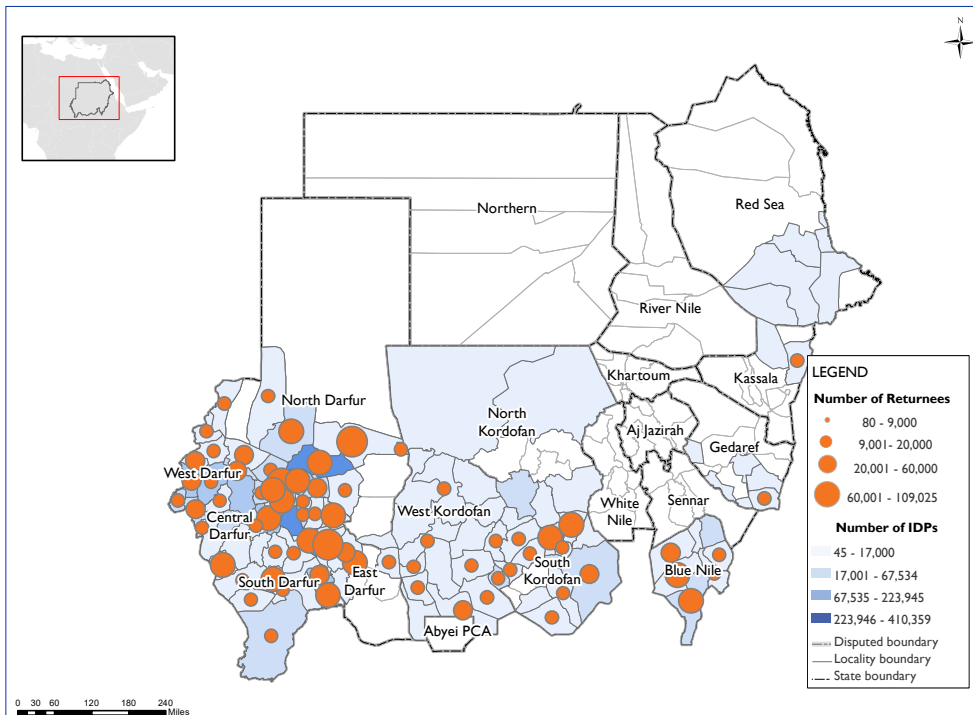 N
Northern
Red Sea
River Nile
Khartoum
Kassala
North Darfur
North
Kordofan
Aj Jazirah
Gedaref
West Darfur
White
Nile
Sennar
West Kordofan
Central
Darfur
South
Kordofan
Blue Nile
South Darfur
East
Darfur
Abyei PCA
LEGEND
Number of Returnees
80 - 9,000
9,001- 20,000
20,001 - 60,000
60,001 - 109,025
Number of IDPs
45 - 17,000
17,001 - 67,534
67,535 - 223,945
223,946 - 410,359
Disputed boundary
Locality boundary
State boundary
0 30 60 120 180 240
Miles